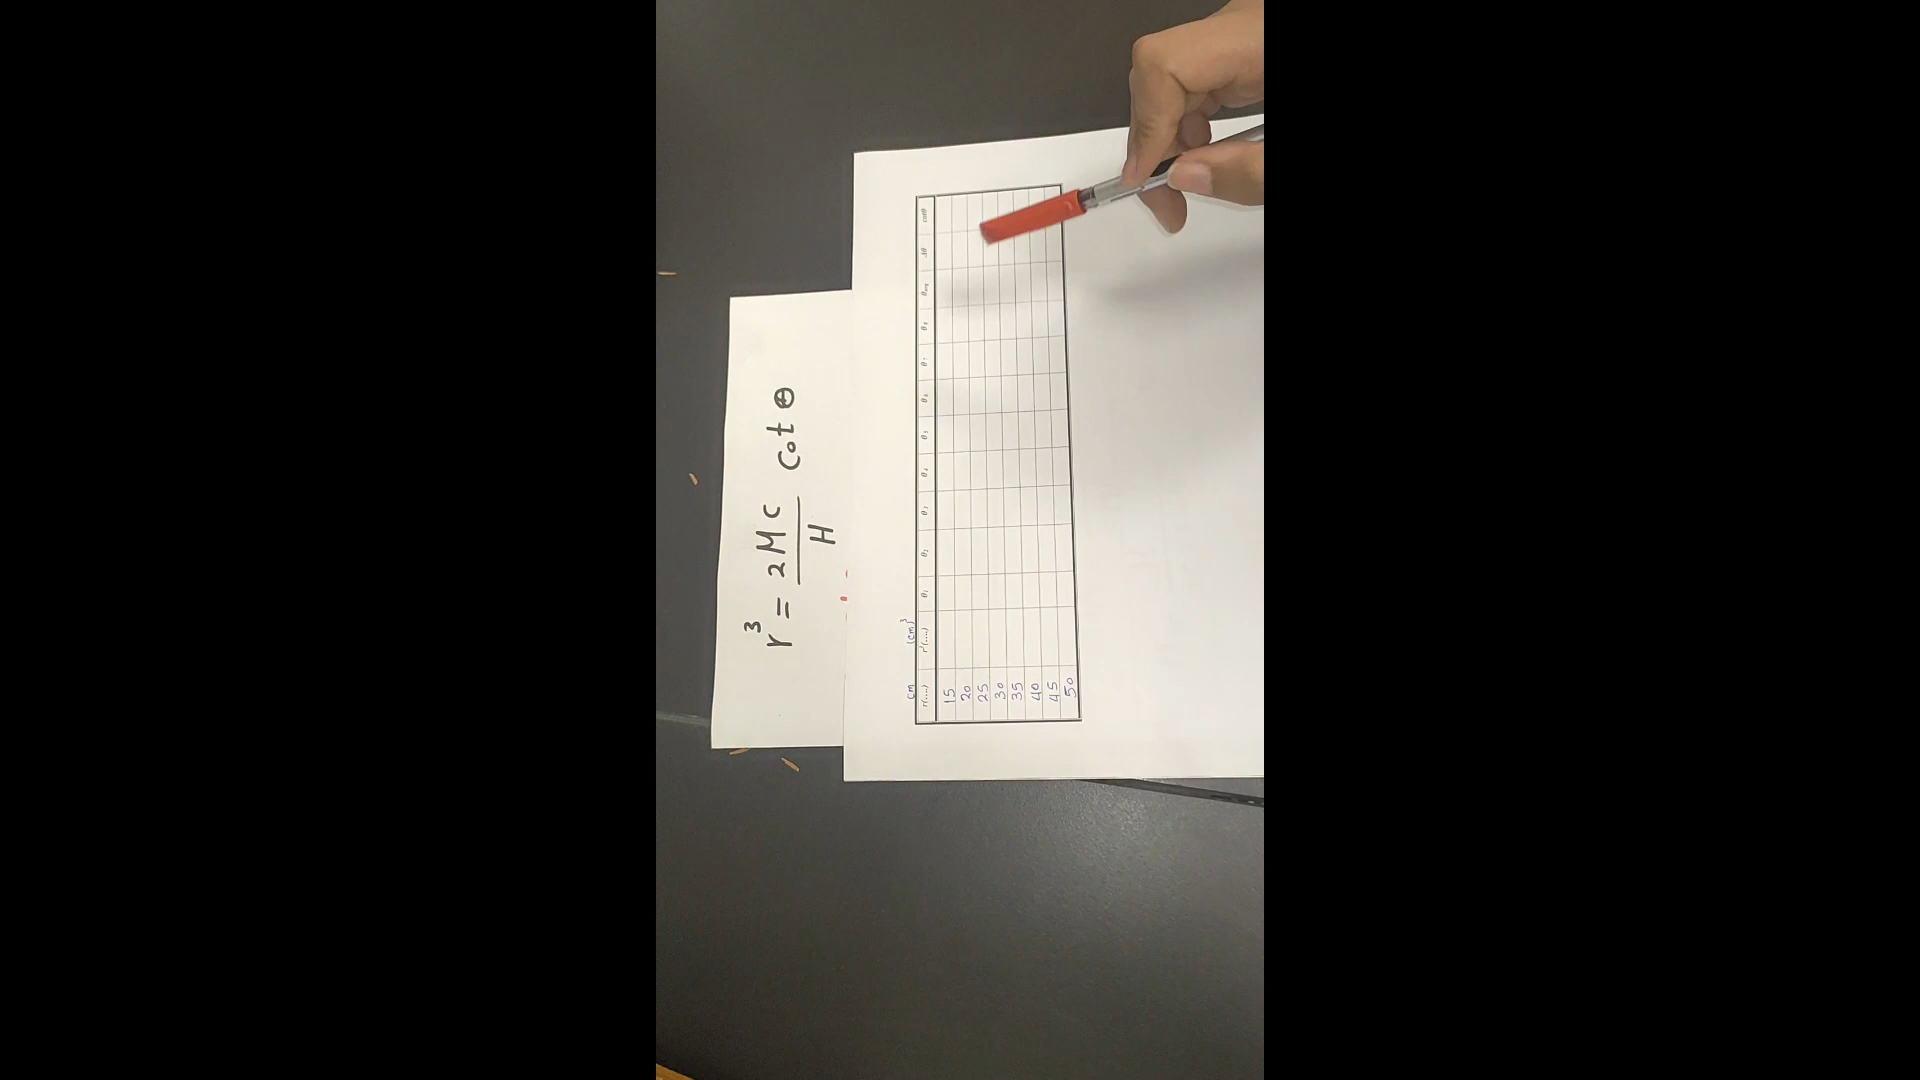 r³ = 2MC/H Cot θ
cm (cm)³
r(....) r³(....) θ₁ θ₂ θ₃ θ₄ θ₅ θ₆ θ₇ θ₈ θavg Δθ cotθ
15
20
25
30
35
40
45
50